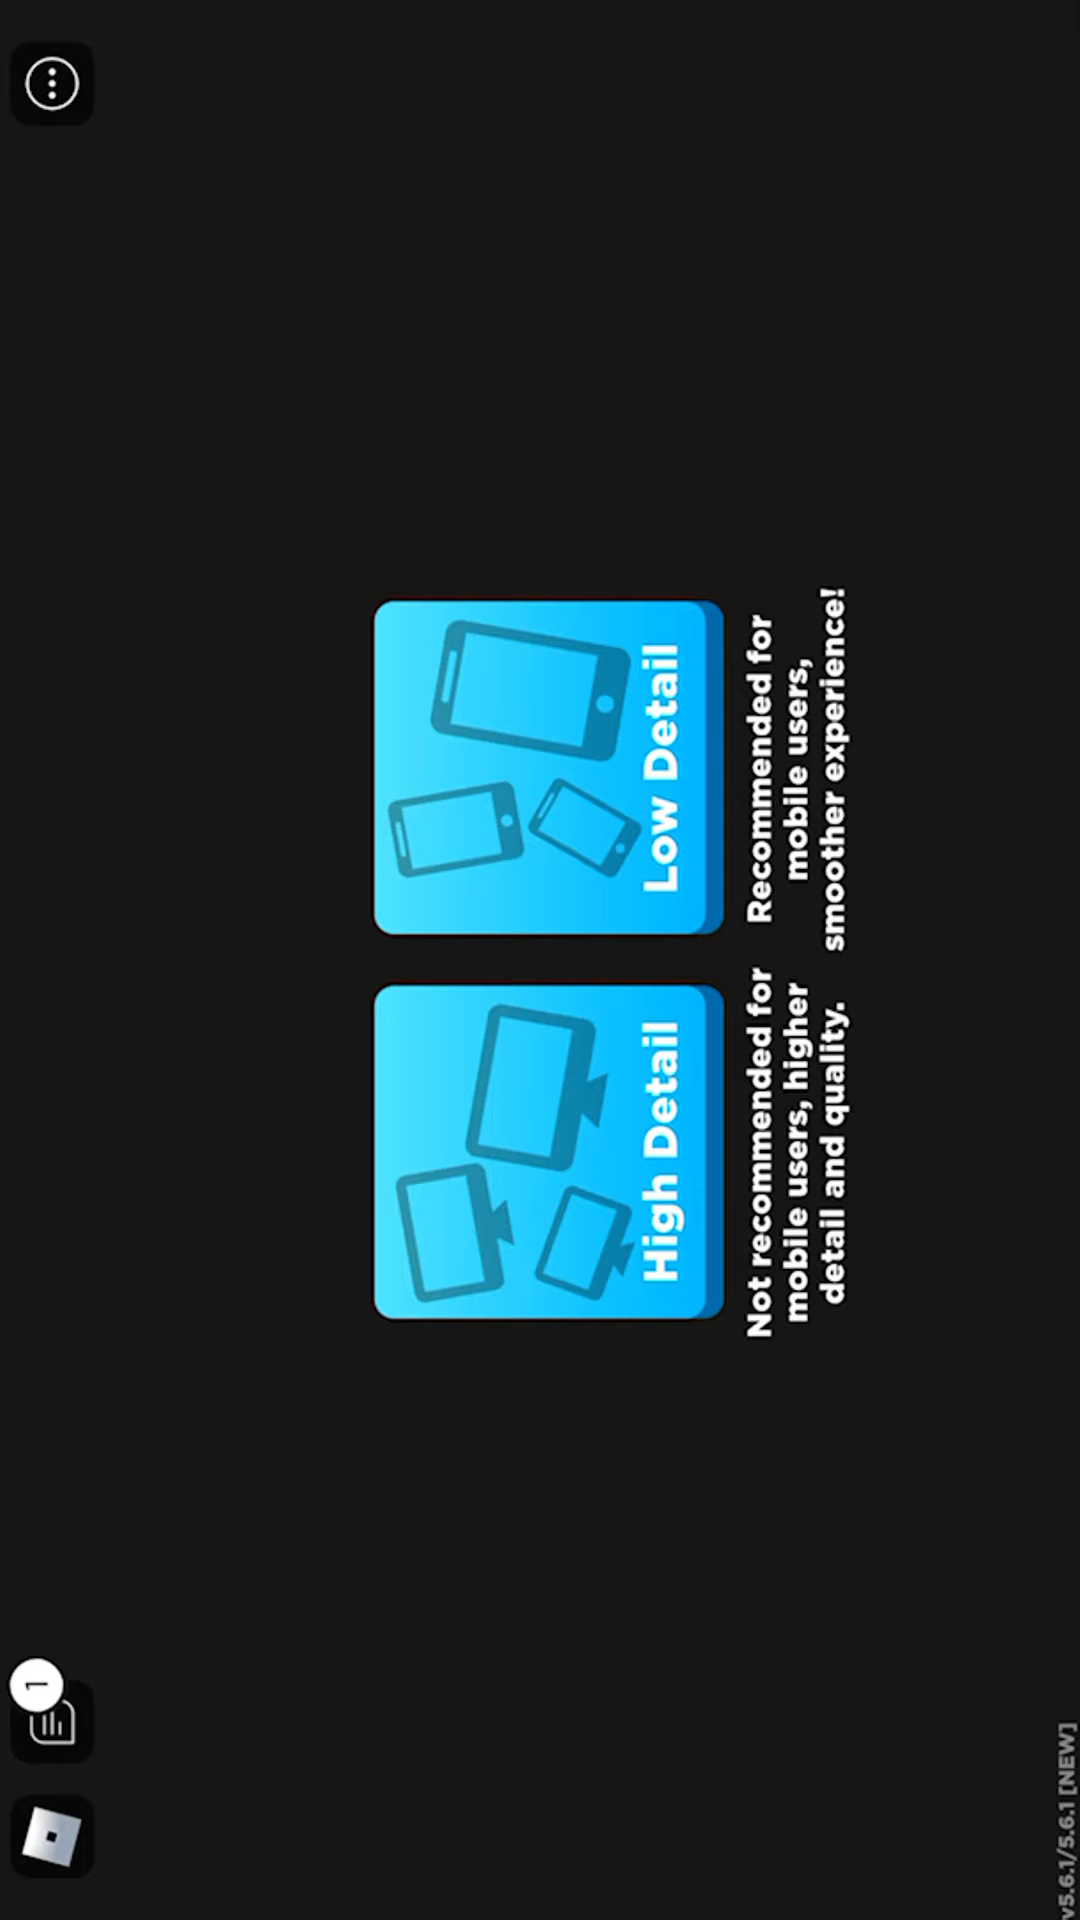 1
High Detail
Not recommended for
mobile users, higher
detail and quality.
Low Detail
Recommended for
mobile users,
smoother experience!
v5.6.1/5.6.1 [NEW]